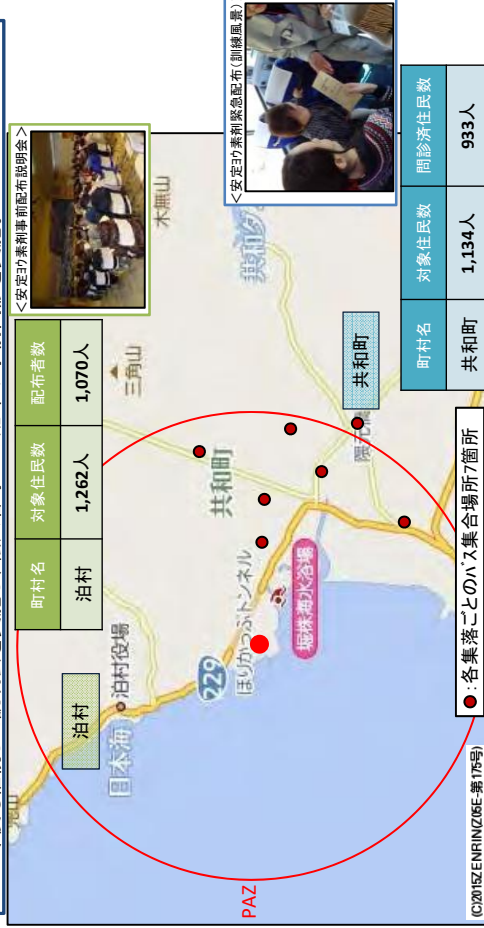 ＜安定ヨウ素剤事前配布説明会＞
町村名 対象住民数 配布者数
泊村 1,262人 1,070人
＜安定ヨウ素剤緊急配布(訓練風景)
町村名 対象住民数 問診済住民数
共和町 1,134人 933人
泊村
共和町
木無山
三角山
共和町
泊村役場
日本海
229
ほりかっぷトンネル
堀株海水浴場
PAZ
●：各集落ごとのバス集合場所7箇所
(C)2015ZENRIN(Z05E-第175号)